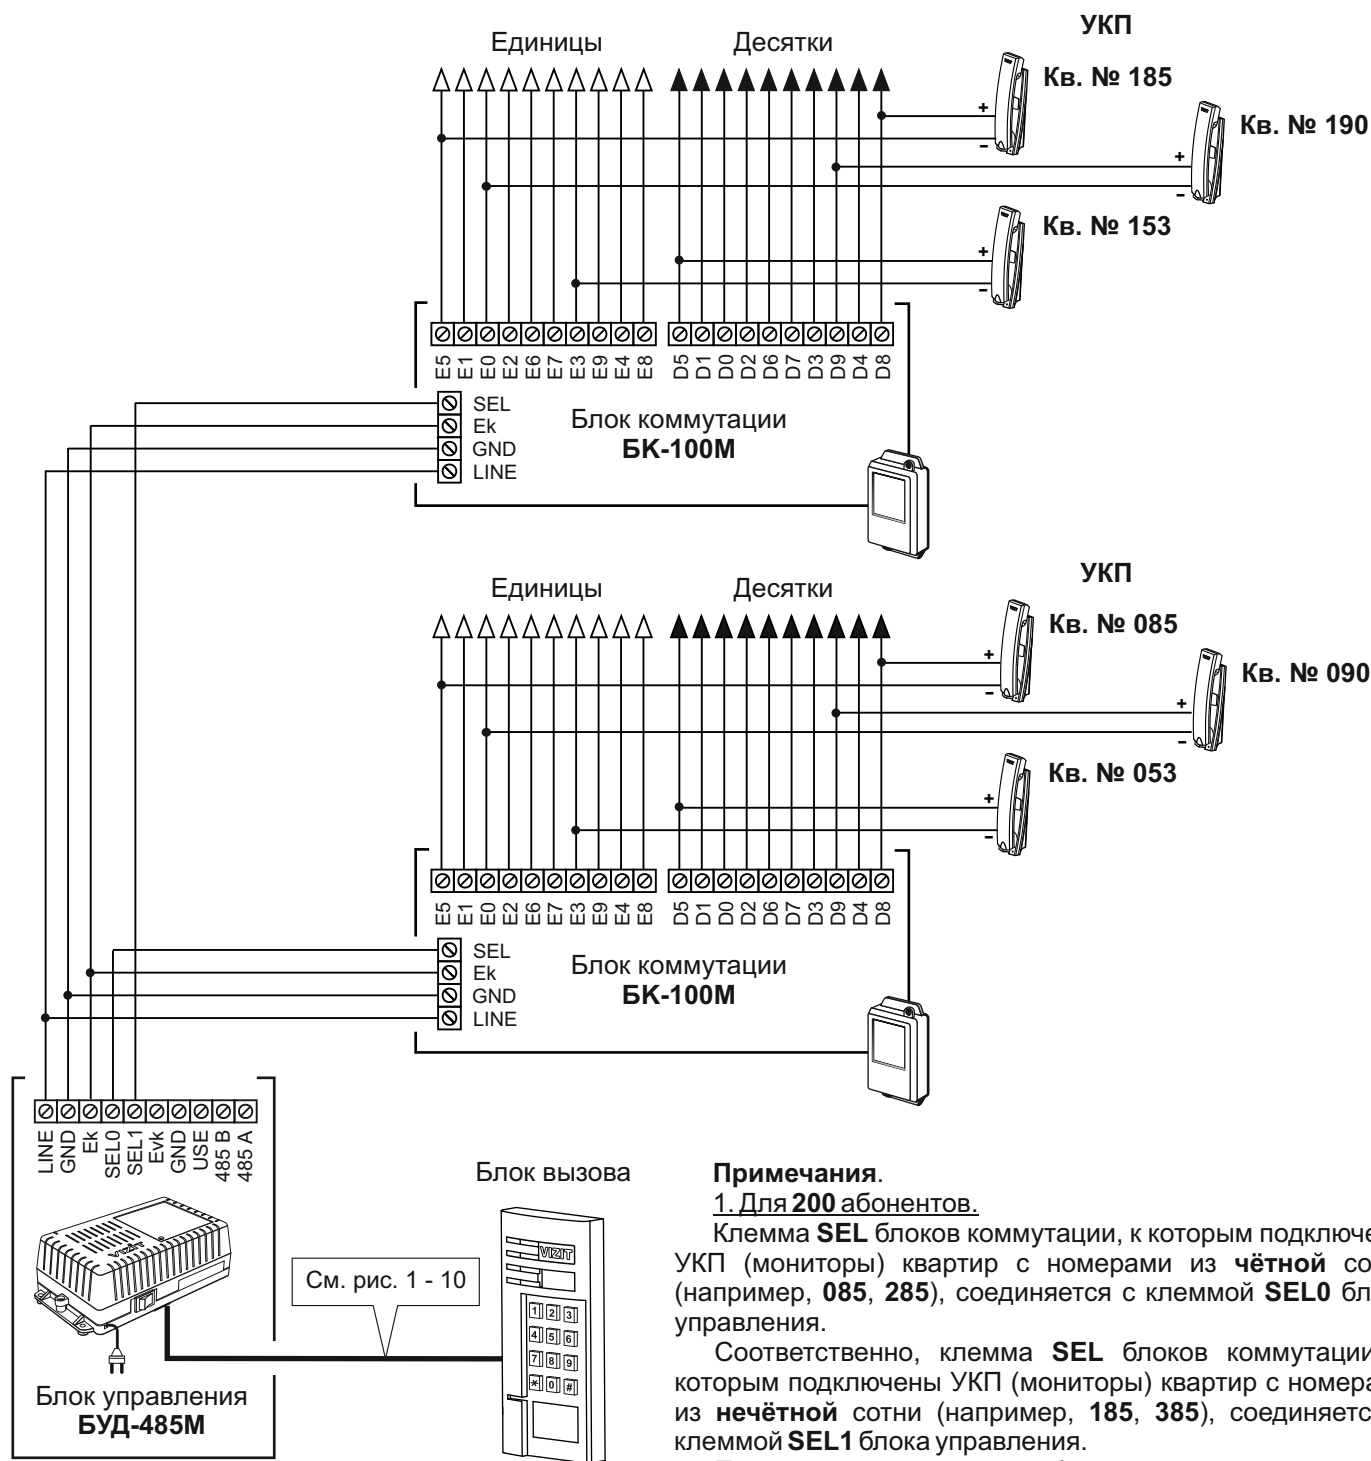 УКП
Единицы
Десятки
Кв. № 185
+
−
Кв. № 190
+
−
Кв. № 153
+
−
E5 E1 E0 E2 E6 E7 E3 E9 E4 E8
D5 D1 D0 D2 D6 D7 D3 D9 D4 D8
SEL
Ek
GND
LINE
Блок коммутации
БК-100М
УКП
Единицы
Десятки
Кв. № 085
+
−
Кв. № 090
+
−
Кв. № 053
+
−
E5 E1 E0 E2 E6 E7 E3 E9 E4 E8
D5 D1 D0 D2 D6 D7 D3 D9 D4 D8
SEL
Ek
GND
LINE
Блок коммутации
БК-100М
LINE GND Ek SEL0 SEL1 Evk GND USE 485 B 485 A
VIZIT
Блок управления
БУД-485М
См. рис. 1 - 10
Блок вызова
VIZIT
1 2 3
4 5 6
7 8 9
* 0 #
Примечания.
1. Для 200 абонентов.
Клемма SEL блоков коммутации, к которым
УКП (мониторы) квартир с номерами из чётной
(например, 085, 285), соединяется с клеммой SEL0
управления.
Соответственно, клемма SEL блоков коммутации
которым подключены УКП (мониторы) квартир с
из нечётной сотни (например, 185, 385),
клеммой SEL1 блока управления.